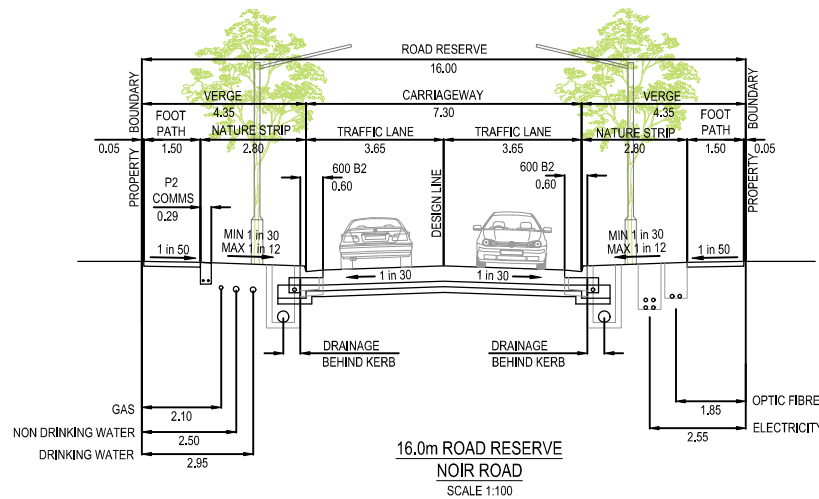 ROAD RESERVE
16.00
VERGE
4.35
CARRIAGEWAY
7.30
VERGE
4.35
PROPERTY BOUNDARY
PROPERTY BOUNDARY
FOOT
PATH
NATURE STRIP
TRAFFIC LANE
TRAFFIC LANE
NATURE STRIP
FOOT
PATH
0.05
1.50
2.80
3.65
3.65
2.80
1.50
0.05
P2
COMMS
0.29
600 B2
0.60
DESIGN LINE
600 B2
0.60
MIN 1 in 30
MAX 1 in 12
MIN 1 in 30
MAX 1 in 12
1 in 50
1 in 50
1 in 30
1 in 30
DRAINAGE
BEHIND KERB
DRAINAGE
BEHIND KERB
GAS
2.10
NON DRINKING WATER
2.50
DRINKING WATER
2.95
OPTIC FIBRE
1.85
ELECTRICITY
2.55
16.0m ROAD RESERVE
NOIR ROAD
SCALE 1:100